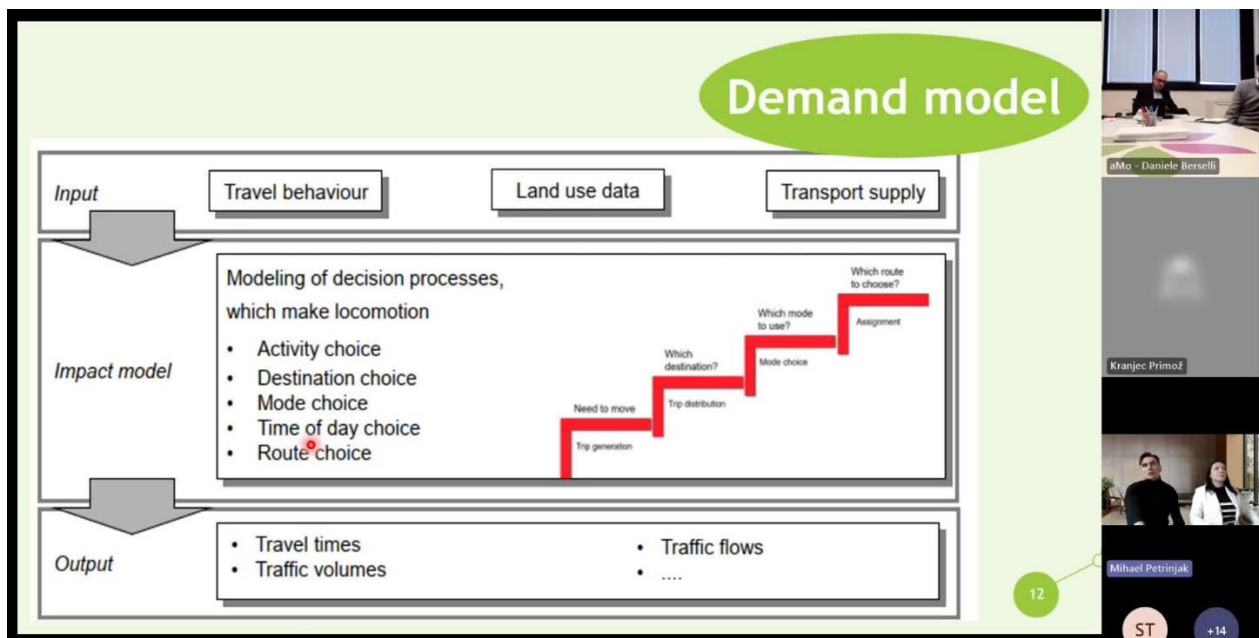 Demand model
Input
Travel behaviour
Land use data
Transport supply
Impact model
Modeling of decision processes,
which make locomotion
• Activity choice
• Destination choice
• Mode choice
• Time of day choice
• Route choice
Need to move
Trip generation
Which
destination?
Trip distribution
Which mode
to use?
Mode choice
Which route
to choose?
Assignment
Output
• Travel times
• Traffic volumes
• Traffic flows
• ....
12
aMo - Daniele Berselli
Kranjec Primož
Mihael Petrinjak
ST
+14